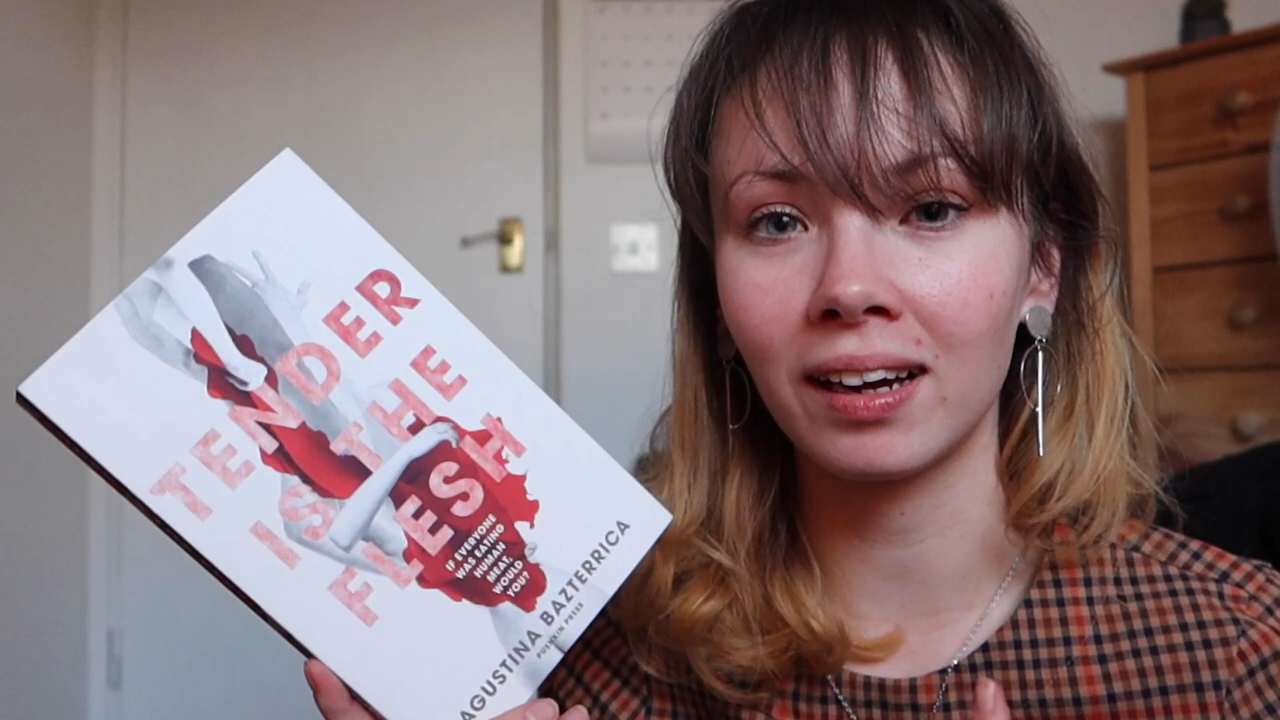 TENDER
IS THE
FLESH
IF EVERYONE
WAS EATING
HUMAN
MEAT,
WOULD
YOU?
AGUSTINA BAZTERRICA
PUSHKIN PRESS